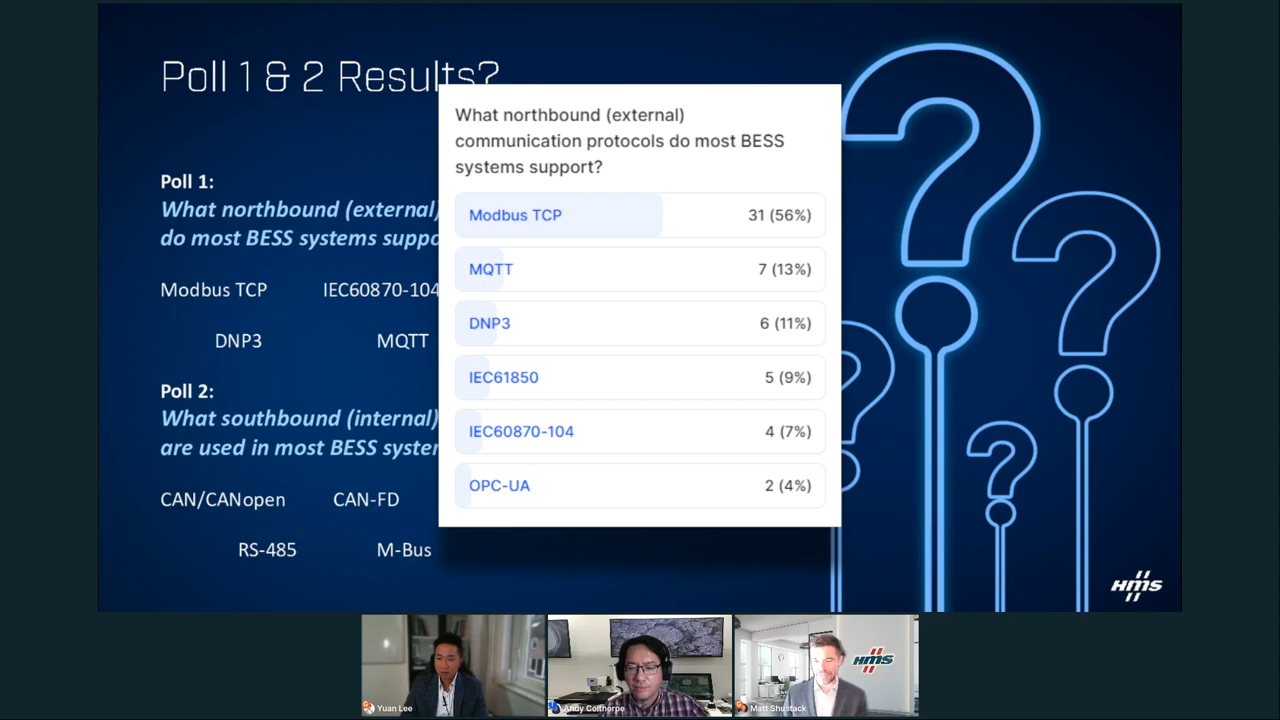 Poll 1 & 2 Results?
Poll 1:
What northbound (external)
do most BESS systems suppo
Modbus TCP IEC60870-104
DNP3 MQTT
Poll 2:
What southbound (internal)
are used in most BESS syster
CAN/CANopen CAN-FD
RS-485 M-Bus
What northbound (external)
communication protocols do most BESS
systems support?
Modbus TCP 31 (56%)
MQTT 7 (13%)
DNP3 6 (11%)
IEC61850 5 (9%)
IEC60870-104 4 (7%)
OPC-UA 2 (4%)
HMS
HMS
Yuan Lee
Andy Colthorpe
Matt Shustack